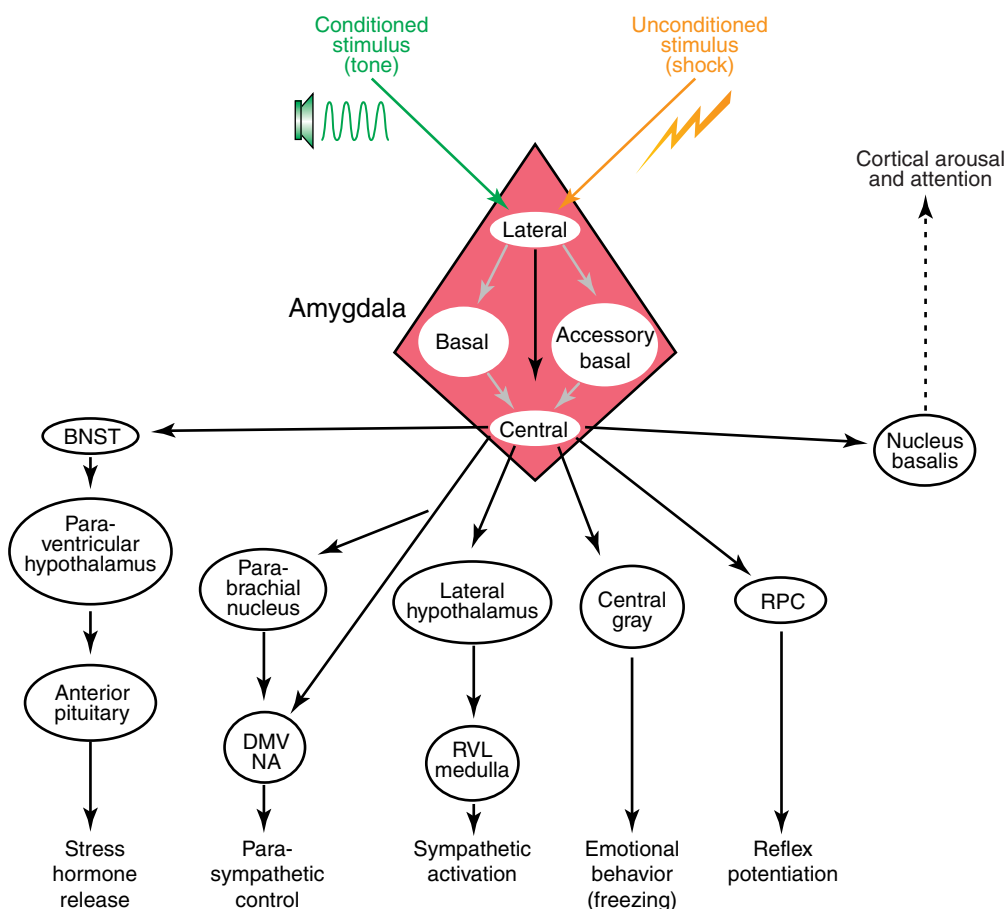 Conditioned
stimulus
(tone)
Unconditioned
stimulus
(shock)
Cortical arousal
and attention
Lateral
Amygdala
Basal
Accessory
basal
Central
BNST
Nucleus
basalis
Para-
ventricular
hypothalamus
Para-
brachial
nucleus
Lateral
hypothalamus
Central
gray
RPC
Anterior
pituitary
DMV
NA
RVL
medulla
Stress
hormone
release
Para-
sympathetic
control
Sympathetic
activation
Emotional
behavior
(freezing)
Reflex
potentiation